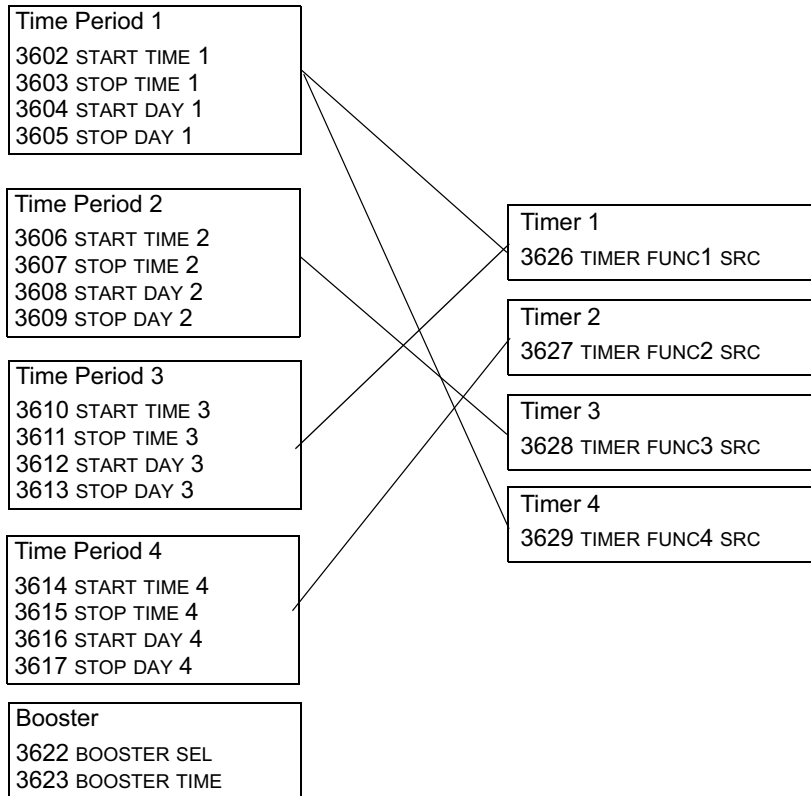 Time Period 1
3602 START TIME 1
3603 STOP TIME 1
3604 START DAY 1
3605 STOP DAY 1
Time Period 2
3606 START TIME 2
3607 STOP TIME 2
3608 START DAY 2
3609 STOP DAY 2
Time Period 3
3610 START TIME 3
3611 STOP TIME 3
3612 START DAY 3
3613 STOP DAY 3
Time Period 4
3614 START TIME 4
3615 STOP TIME 4
3616 START DAY 4
3617 STOP DAY 4
Booster
3622 BOOSTER SEL
3623 BOOSTER TIME
Timer 1
3626 TIMER FUNC1 SRC
Timer 2
3627 TIMER FUNC2 SRC
Timer 3
3628 TIMER FUNC3 SRC
Timer 4
3629 TIMER FUNC4 SRC